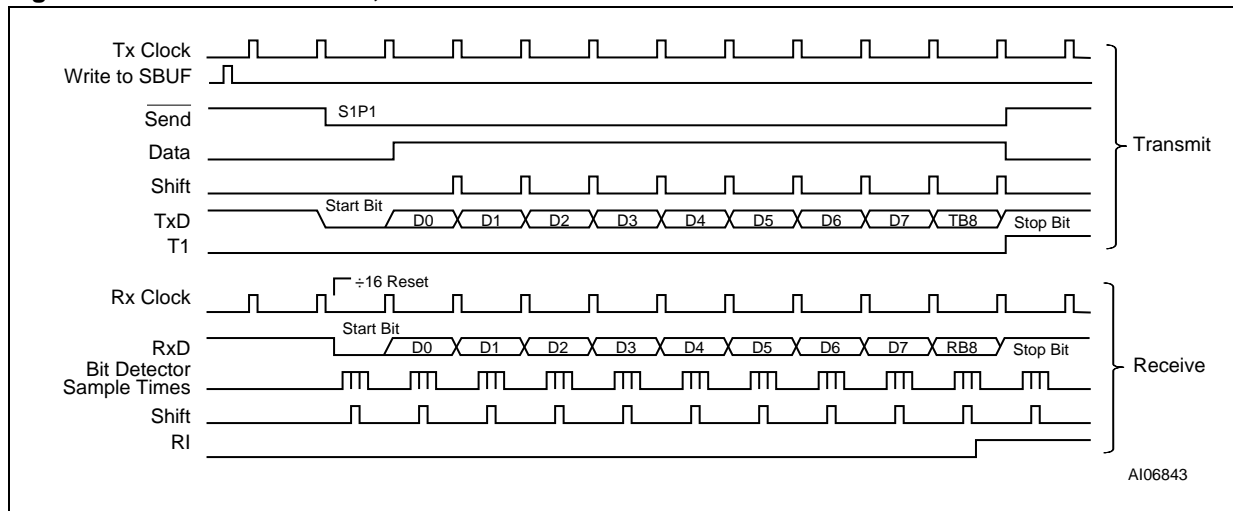 Tx Clock
Write to SBUF
Send
S1P1
Data
Transmit
Shift
Start Bit
TxD D0 D1 D2 D3 D4 D5 D6 D7 TB8 Stop Bit
T1
÷16 Reset
Rx Clock
Start Bit
RxD D0 D1 D2 D3 D4 D5 D6 D7 RB8 Stop Bit
Bit Detector
Sample Times
Receive
Shift
RI
AI06843